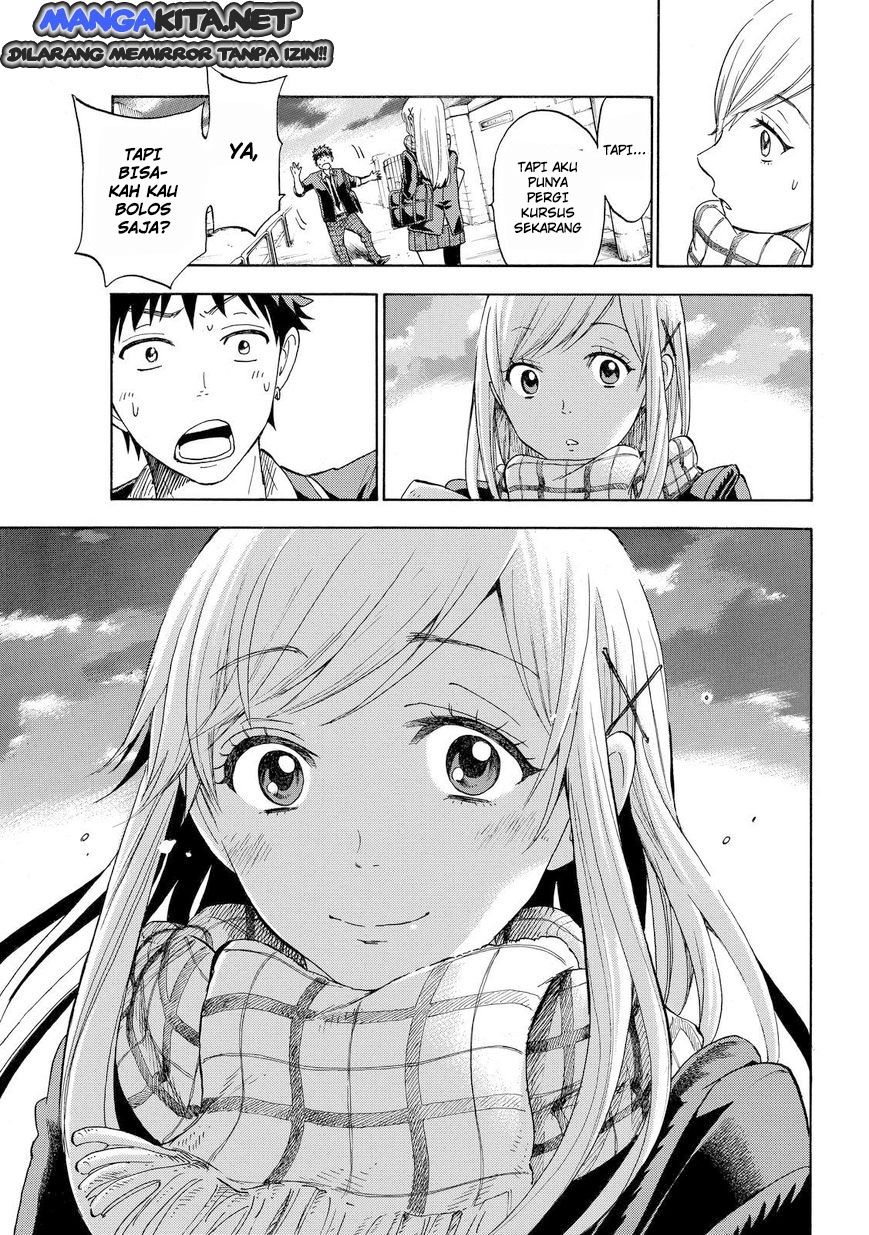 MANGAKITA.NET
DILARANG MEMIRROR TANPA IZIN!!
TAPI...
TAPI AKU
PUNYA
PERGI
KURSUS
SEKARANG
YA,
TAPI
BISA-
KAH KAU
BOLOS
SAJA?